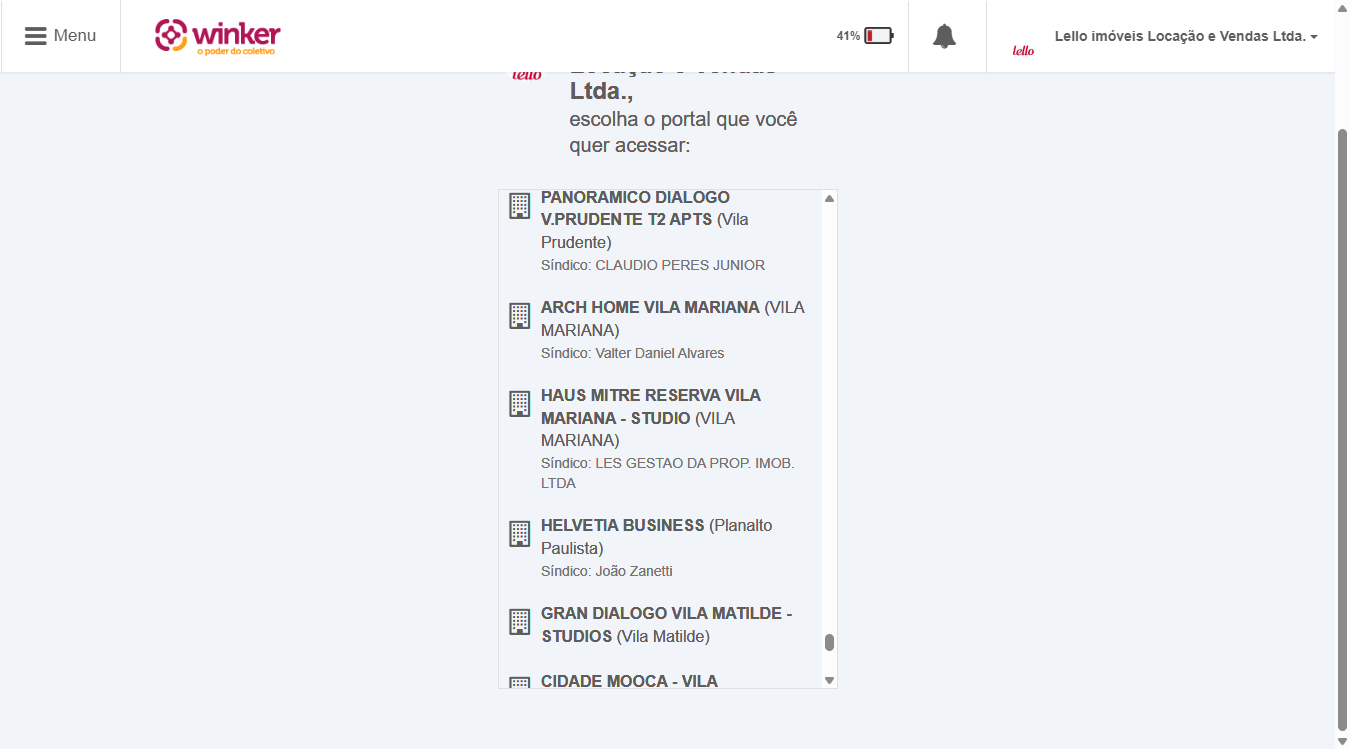 Menu
winker
o poder do coletivo
41%
lello
Lello imóveis Locação e Vendas Ltda.
lello
Locação e Vendas
Ltda.,
escolha o portal que você
quer acessar:
PANORAMICO DIALOGO
V.PRUDENTE T2 APTS (Vila
Prudente)
Síndico: CLAUDIO PERES JUNIOR
ARCH HOME VILA MARIANA (VILA
MARIANA)
Síndico: Valter Daniel Alvares
HAUS MITRE RESERVA VILA
MARIANA - STUDIO (VILA
MARIANA)
Síndico: LES GESTAO DA PROP. IMOB.
LTDA
HELVETIA BUSINESS (Planalto
Paulista)
Síndico: João Zanetti
GRAN DIALOGO VILA MATILDE -
STUDIOS (Vila Matilde)
CIDADE MOOCA - VILA